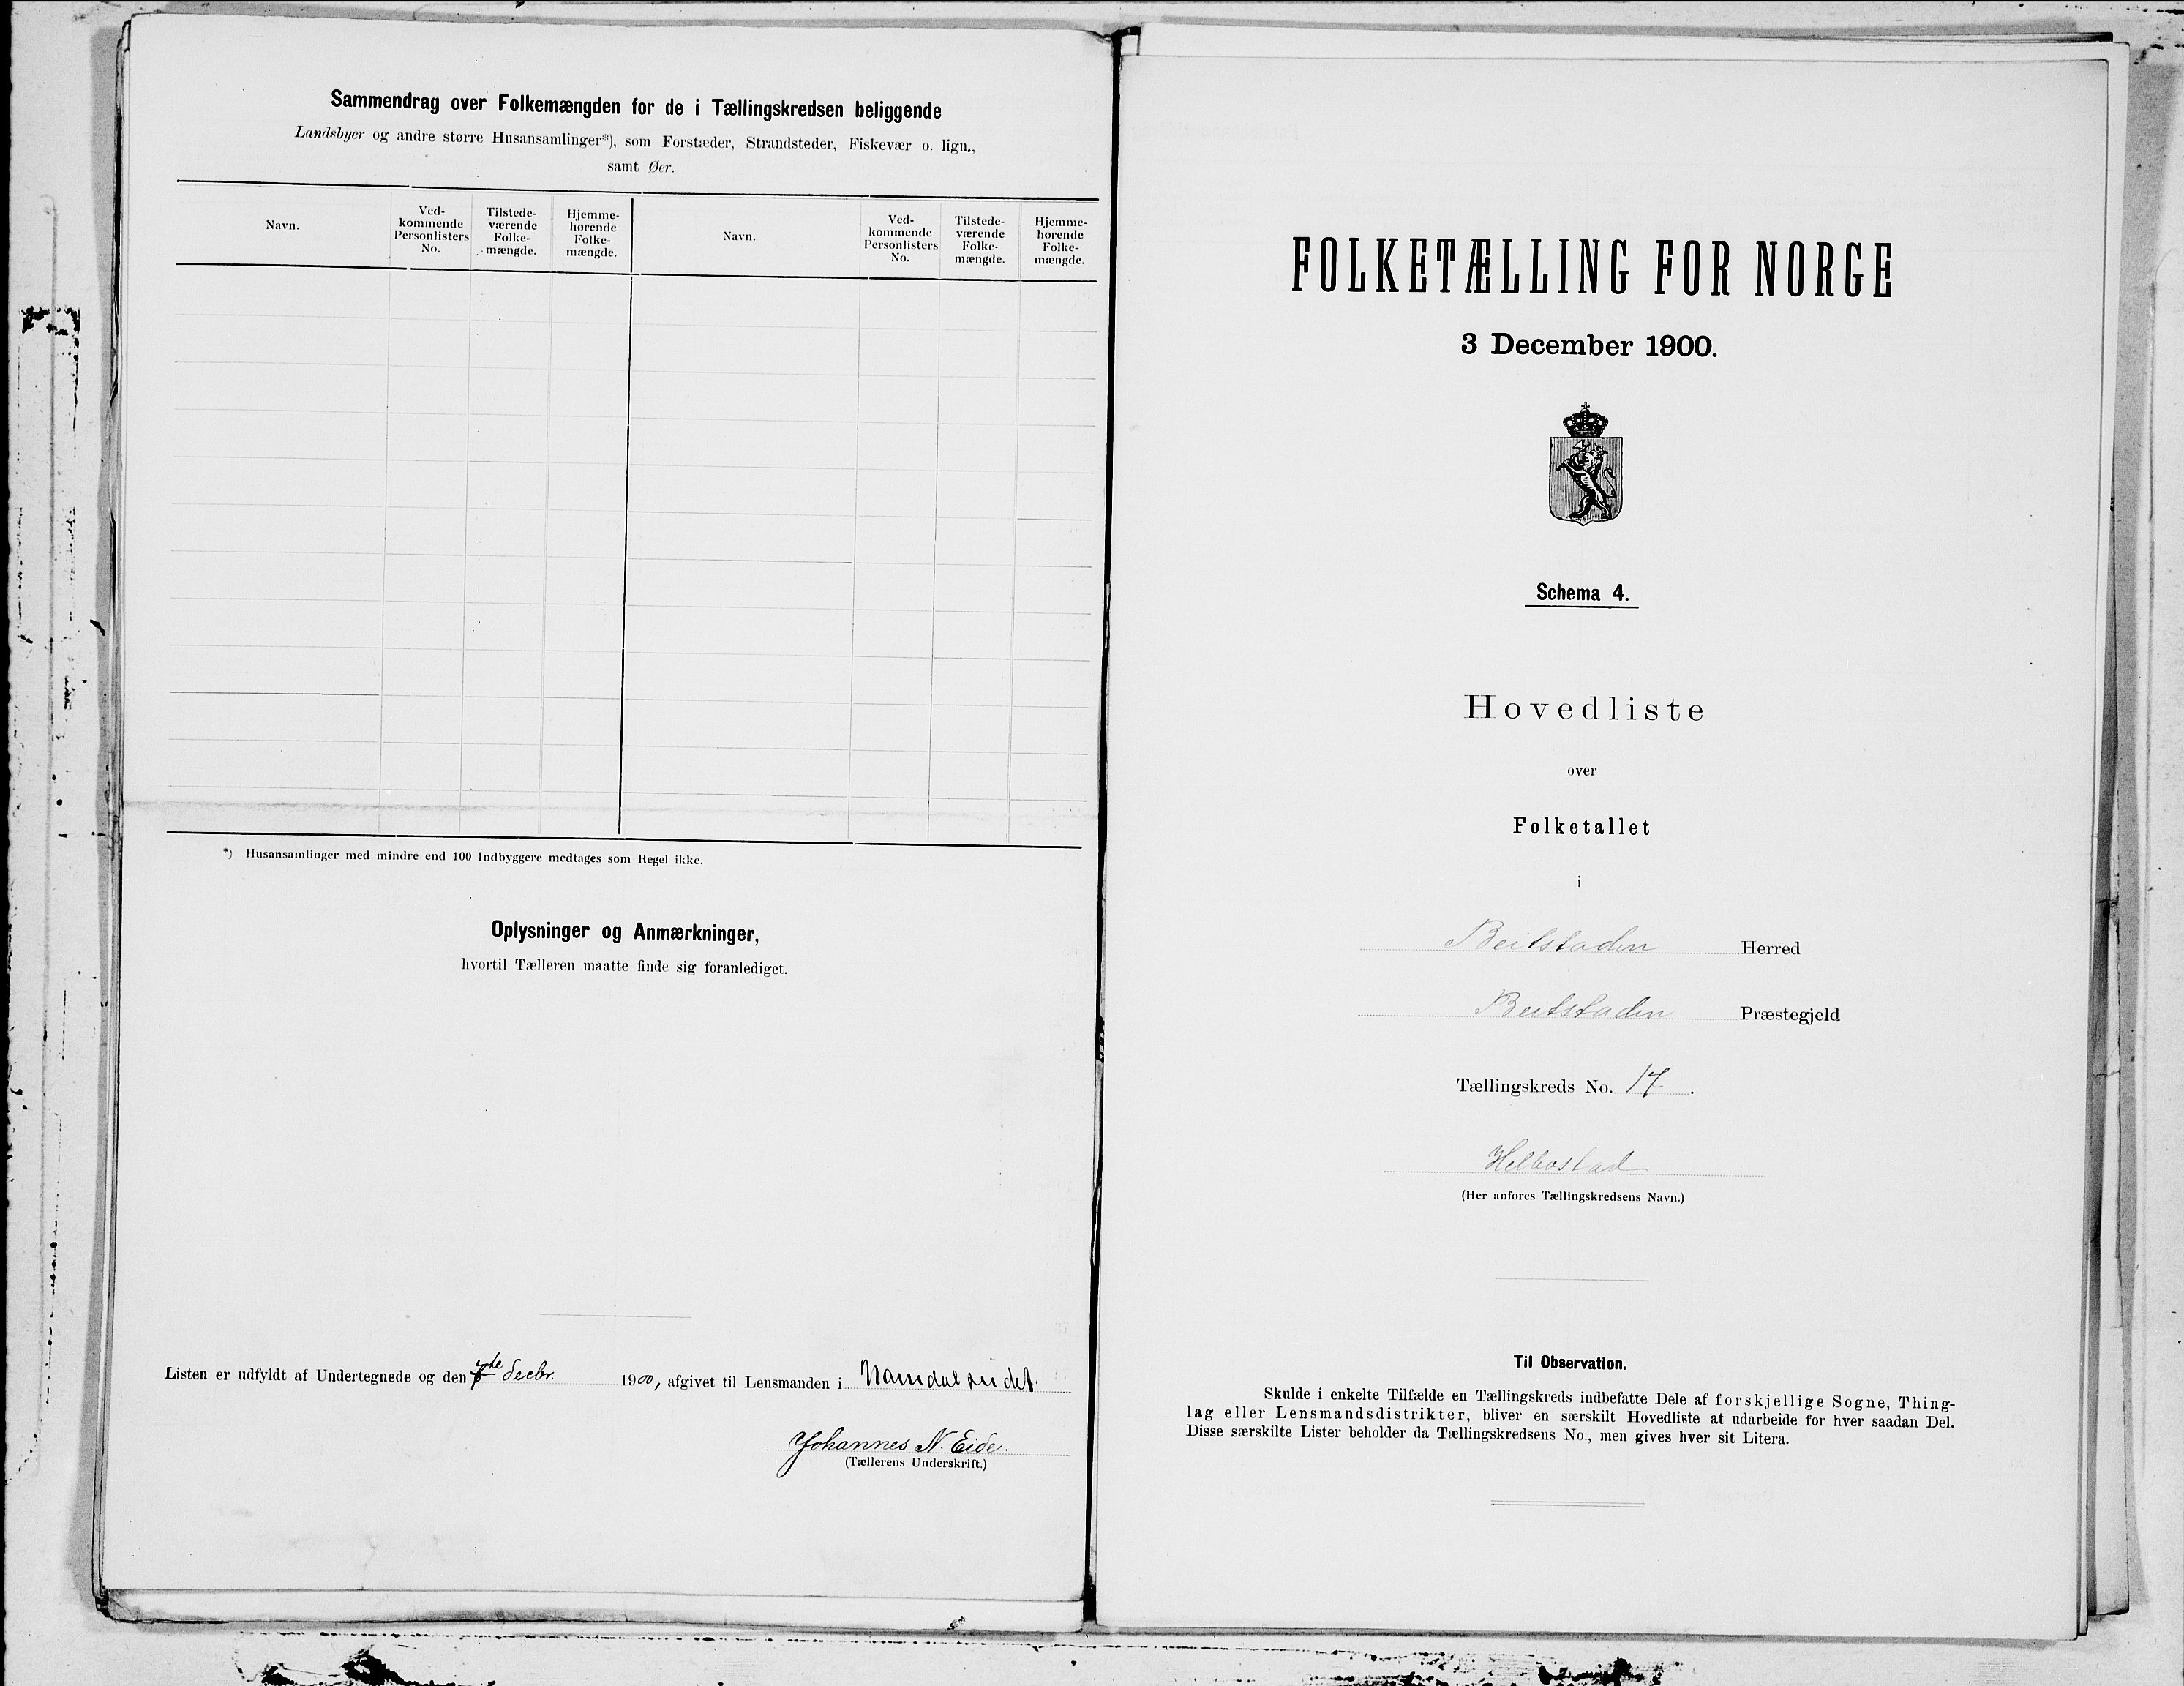 Sammendrag over Folkemængden for de i Tællingskredsen beliggende
Landsbyer og andre større Husansamlinger*), som Forstæder, Strandsteder, Fiskevær o. lign.,
samt Øer.
Navn.
Ved-
kommende
Personlisters
No.
Tilstede-
værende
Folke-
mængde.
Hjemme-
hørende
Folke-
mængde.
Navn.
Ved-
kommende
Personlisters
No.
Tilstede-
værende
Folke-
mængde.
Hjemme-
hørende
Folke-
mængde.
*) Husansamlinger med mindre end 100 Indbyggere medtages som Regel ikke.
Oplysninger og Anmærkninger,
hvortil Tælleren maatte finde sig foranlediget.
Listen er udfyldt af Undertegnede og den decbr. 1900, afgivet til Lensmanden i Namdalseidet.
Johannes N. Eide.
(Tællerens Underskrift.)
FOLKETÆLLING FOR NORGE
3 December 1900.
Schema 4.
Hovedliste
over
Folketallet
i
Beitstaden Herred
Beitstaden Præstegjeld
Tællingskreds No. 17.
Helbostad
(Her anføres Tællingskredsens Navn.)
Til Observation.
Skulde i enkelte Tilfælde en Tællingskreds indbefatte Dele af forskjellige Sogne, Thing-
lag eller Lensmandsdistrikter, bliver en særskilt Hovedliste at udarbeide for hver saadan Del.
Disse særskilte Lister beholder da Tællingskredsens No., men gives hver sit Litera.